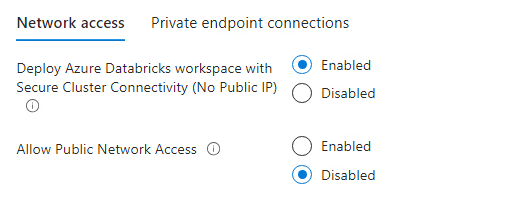 Network access Private endpoint connections
Deploy Azure Databricks workspace with
Secure Cluster Connectivity (No Public IP)
Enabled
Disabled
Allow Public Network Access
Enabled
Disabled